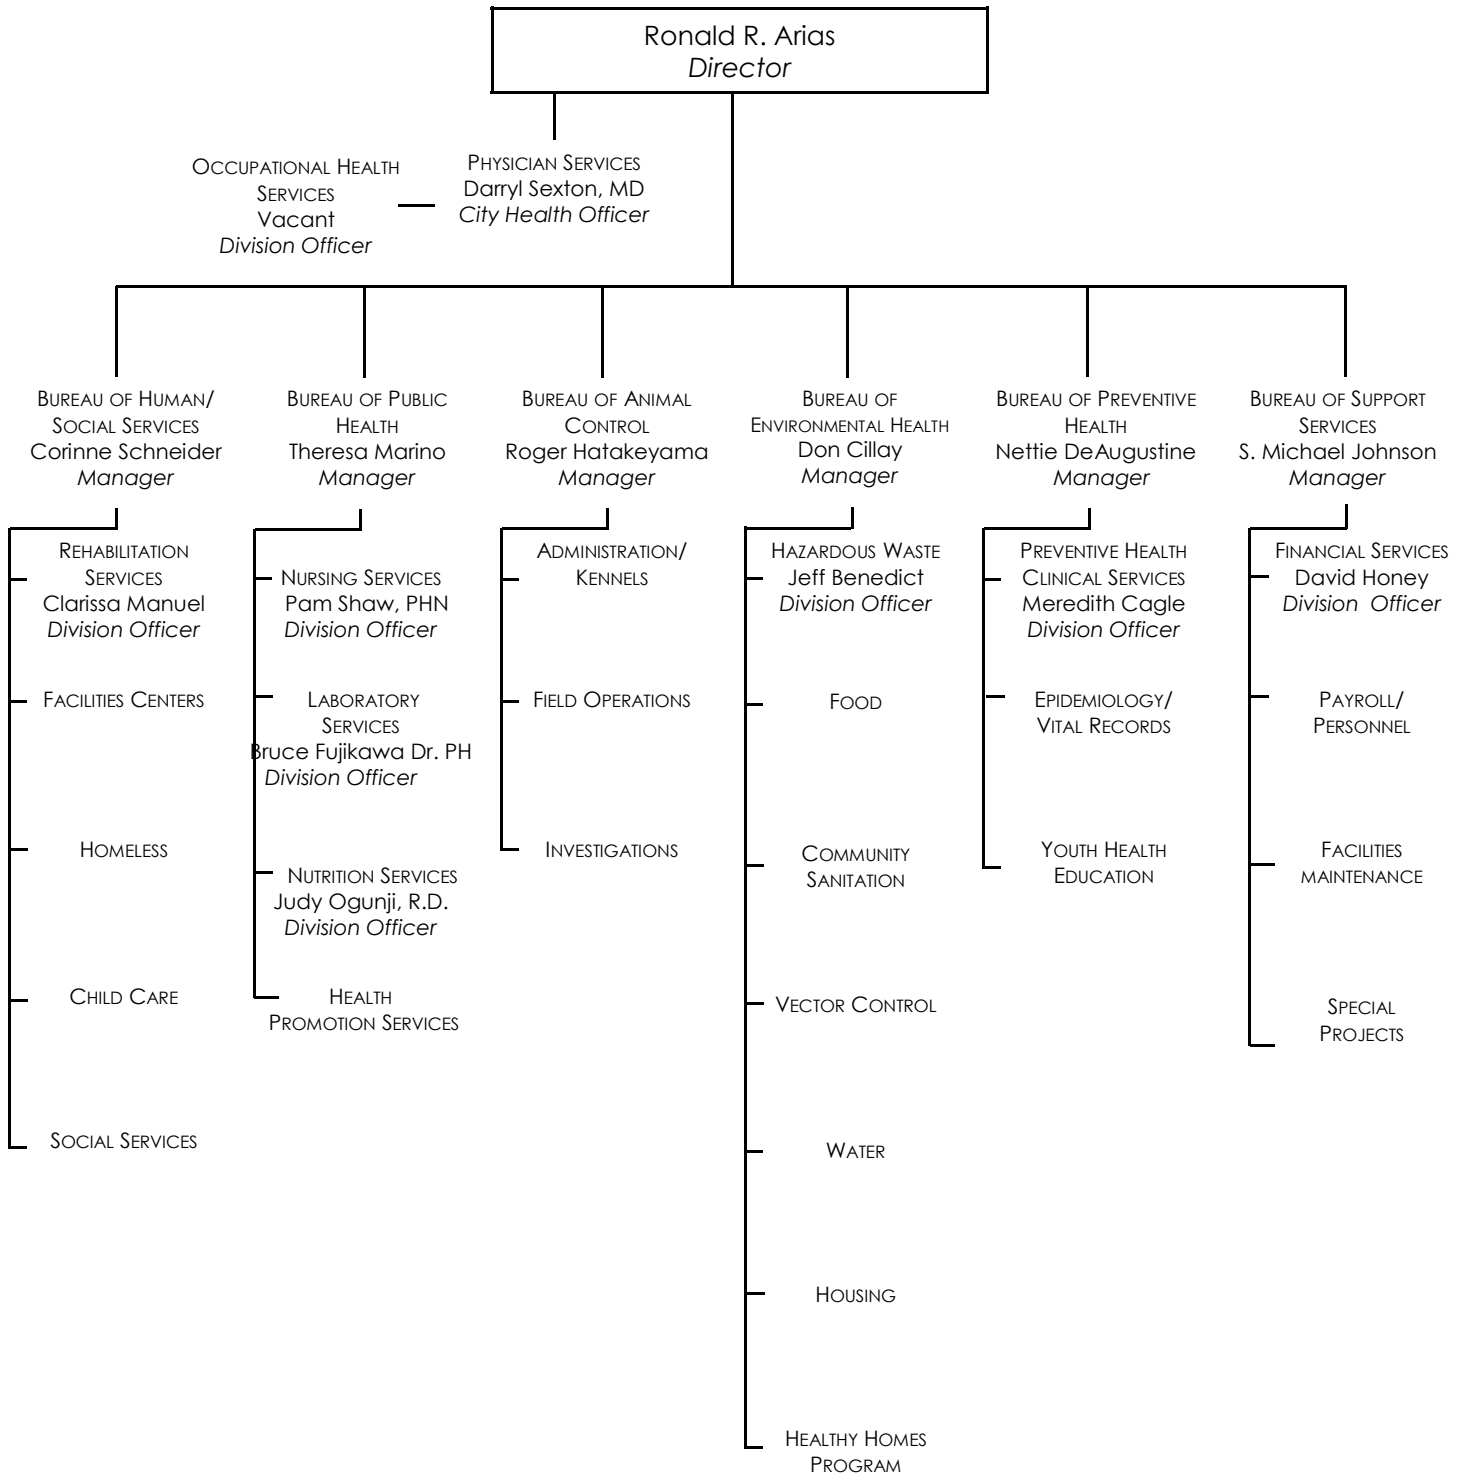 Ronald R. Arias
Director
OCCUPATIONAL HEALTH
SERVICES
Vacant
Division Officer
PHYSICIAN SERVICES
Darryl Sexton, MD
City Health Officer
BUREAU OF HUMAN/
SOCIAL SERVICES
Corinne Schneider
Manager
REHABILITATION
SERVICES
Clarissa Manuel
Division Officer
FACILITIES CENTERS
HOMELESS
CHILD CARE
SOCIAL SERVICES
BUREAU OF PUBLIC
HEALTH
Theresa Marino
Manager
NURSING SERVICES
Pam Shaw, PHN
Division Officer
LABORATORY
SERVICES
Bruce Fujikawa Dr. PH
Division Officer
NUTRITION SERVICES
Judy Ogunji, R.D.
Division Officer
HEALTH
PROMOTION SERVICES
BUREAU OF ANIMAL
CONTROL
Roger Hatakeyama
Manager
ADMINISTRATION/
KENNELS
FIELD OPERATIONS
INVESTIGATIONS
BUREAU OF
ENVIRONMENTAL HEALTH
Don Cillay
Manager
HAZARDOUS WASTE
Jeff Benedict
Division Officer
FOOD
COMMUNITY
SANITATION
VECTOR CONTROL
WATER
HOUSING
HEALTHY HOMES
PROGRAM
BUREAU OF PREVENTIVE
HEALTH
Nettie DeAugustine
Manager
PREVENTIVE HEALTH
CLINICAL SERVICES
Meredith Cagle
Division Officer
EPIDEMIOLOGY/
VITAL RECORDS
YOUTH HEALTH
EDUCATION
BUREAU OF SUPPORT
SERVICES
S. Michael Johnson
Manager
FINANCIAL SERVICES
David Honey
Division Officer
PAYROLL/
PERSONNEL
FACILITIES
MAINTENANCE
SPECIAL
PROJECTS